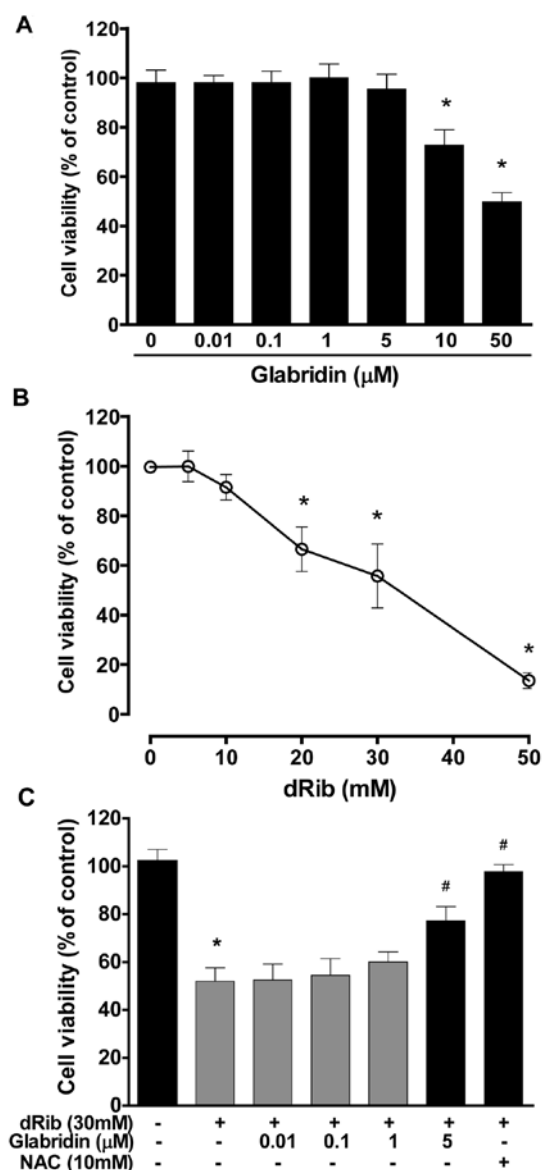 A
Cell viability (% of control)
120
100
80
60
40
20
0
*
*
0 0.01 0.1 1 5 10 50
Glabridin (μM)
B
Cell viability (% of control)
120
100
80
60
40
20
0
*
*
*
0 10 20 30 40 50
dRib (mM)
C
Cell viability (% of control)
120
100
80
60
40
20
0
*
#
#
dRib (30mM) - + + + + + +
Glabridin (μM) - - 0.01 0.1 1 5 -
NAC (10mM) - - - - - - +